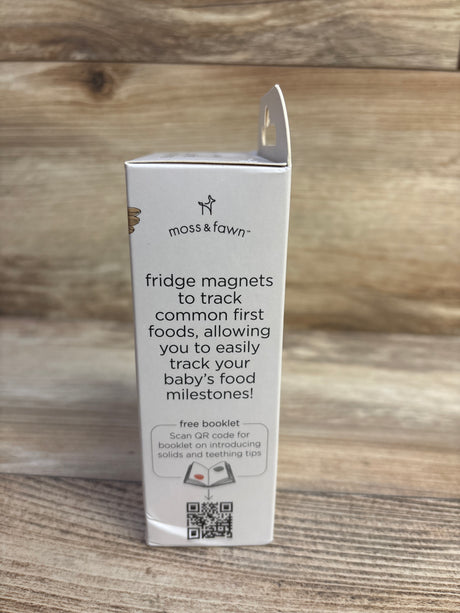 moss & fawn™
fridge magnets
to track
common first
foods, allowing
you to easily
track your
baby's food
milestones!
free booklet
Scan QR code for
booklet on introducing
solids and teething tips